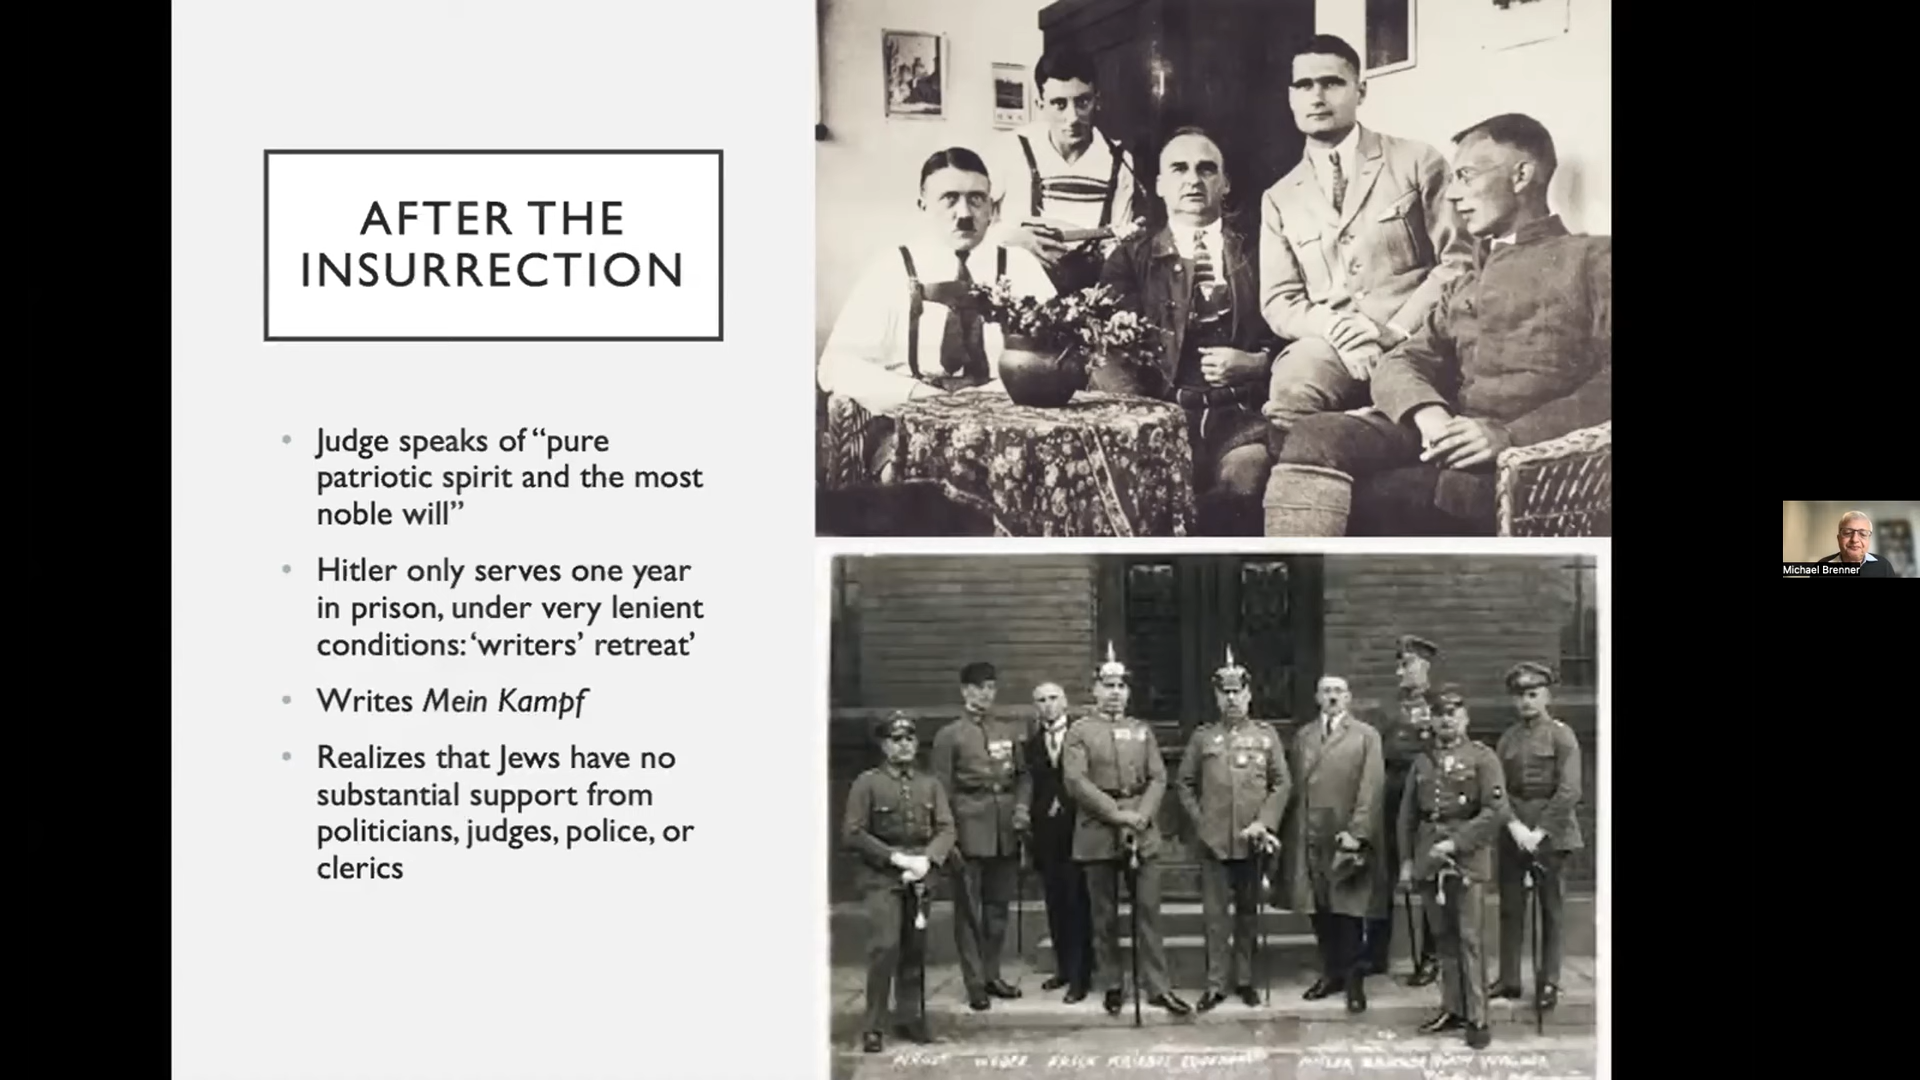 AFTER THE
INSURRECTION
• Judge speaks of “pure
patriotic spirit and the most
noble will”
• Hitler only serves one year
in prison, under very lenient
conditions: ‘writers’ retreat’
• Writes Mein Kampf
• Realizes that Jews have no
substantial support from
politicians, judges, police, or
clerics
Michael Brenner